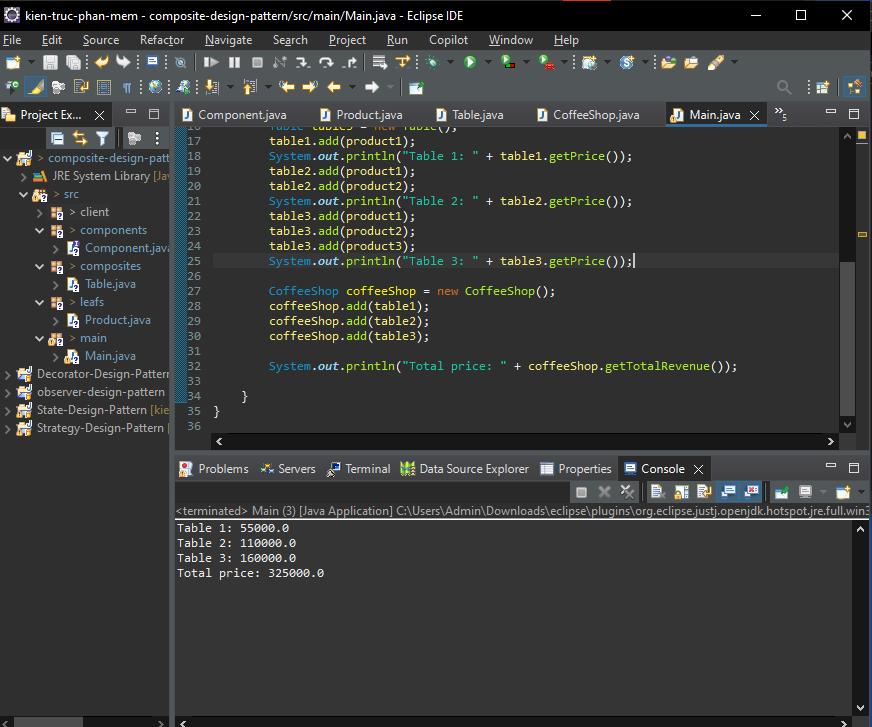 kien-truc-phan-mem - composite-design-pattern/src/main/Main.java - Eclipse IDE
File Edit Source Refactor Navigate Search Project Run Copilot Window Help
Project Ex...
> composite-design-patt
JRE System Library [Jav
> src
> client
> components
Component.java
> composites
Table.java
> leafs
Product.java
> main
Main.java
Decorator-Design-Pattern
observer-design-pattern
State-Design-Pattern [kie
Strategy-Design-Pattern
Component.java Product.java Table.java CoffeeShop.java Main.java 5
16 Table table3 = new Table();
17 table1.add(product1);
18 System.out.println("Table 1: " + table1.getPrice());
19 table2.add(product1);
20 table2.add(product2);
21 System.out.println("Table 2: " + table2.getPrice());
22 table3.add(product1);
23 table3.add(product2);
24 table3.add(product3);
25 System.out.println("Table 3: " + table3.getPrice());
26
27 CoffeeShop coffeeShop = new CoffeeShop();
28 coffeeShop.add(table1);
29 coffeeShop.add(table2);
30 coffeeShop.add(table3);
31
32 System.out.println("Total price: " + coffeeShop.getTotalRevenue());
33
34 }
35 }
36
Problems Servers Terminal Data Source Explorer Properties Console
<terminated> Main (3) [Java Application] C:\Users\Admin\Downloads\eclipse\plugins\org.eclipse.justj.openjdk.hotspot.jre.full.win3
Table 1: 55000.0
Table 2: 110000.0
Table 3: 160000.0
Total price: 325000.0